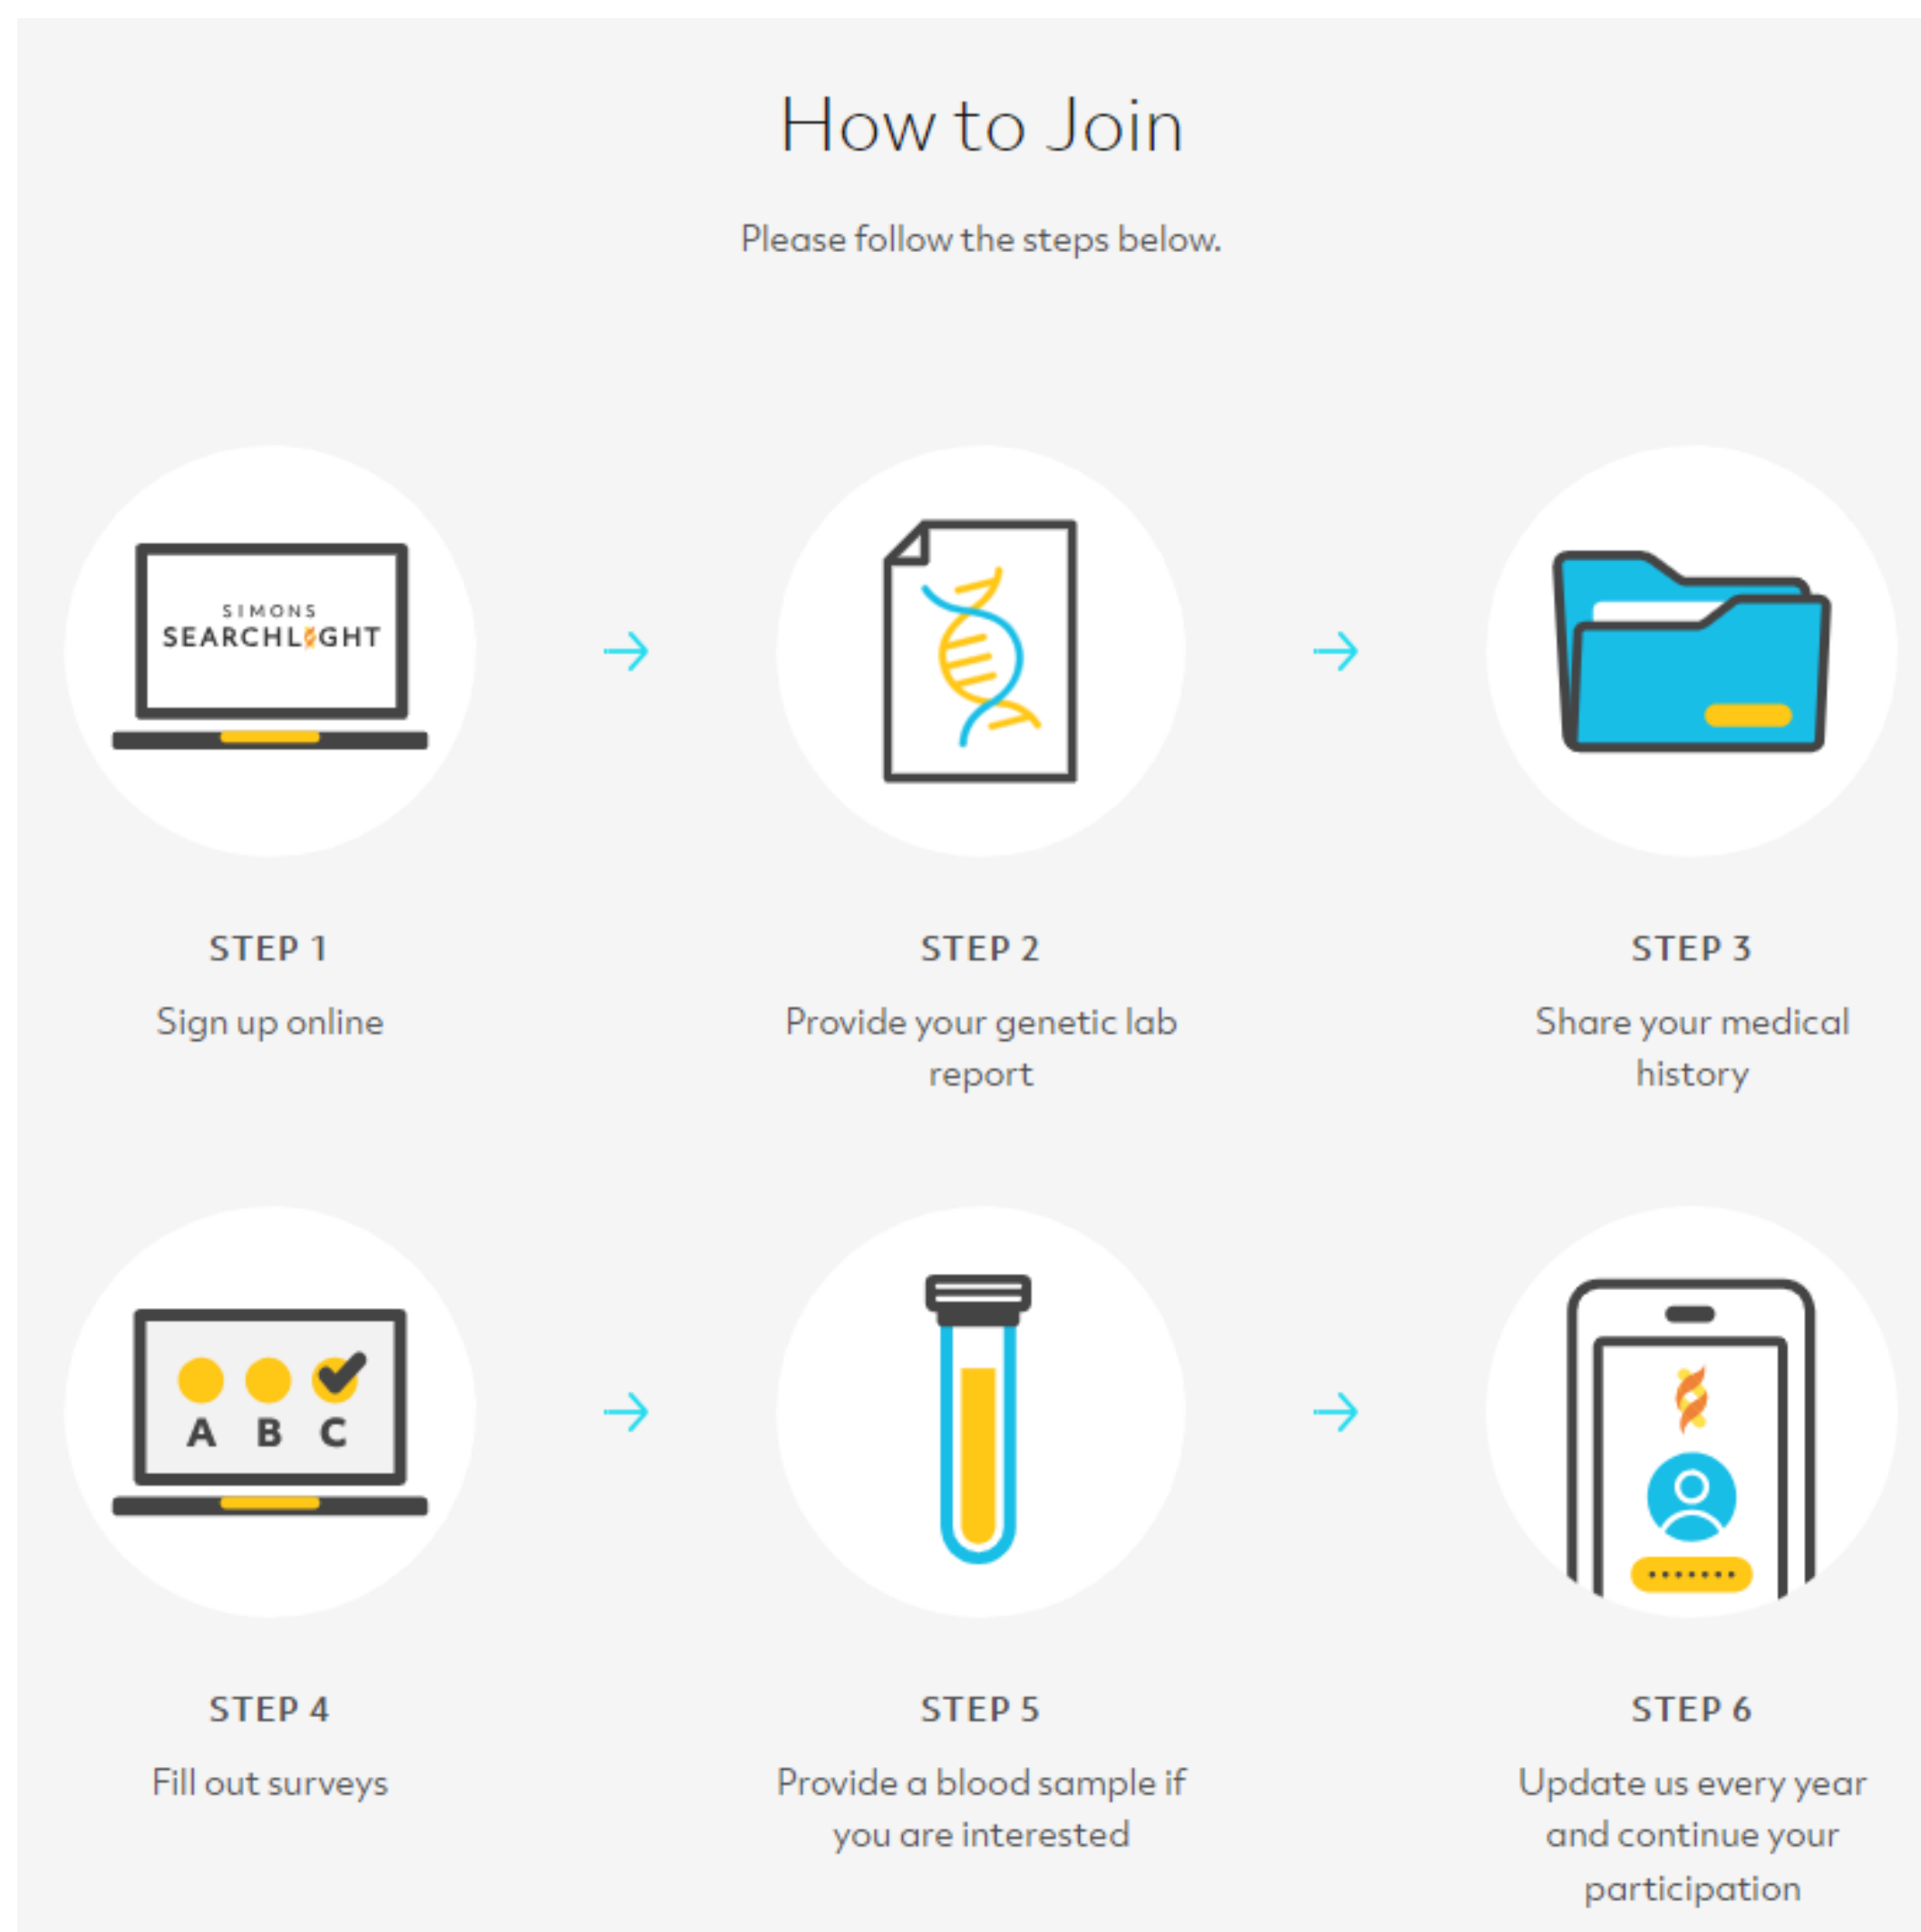 How to Join
Please follow the steps below.
SIMONS
SEARCHLIGHT
STEP 1
Sign up online
STEP 2
Provide your genetic lab
report
STEP 3
Share your medical
history
A B C
STEP 4
Fill out surveys
STEP 5
Provide a blood sample if
you are interested
STEP 6
Update us every year
and continue your
participation